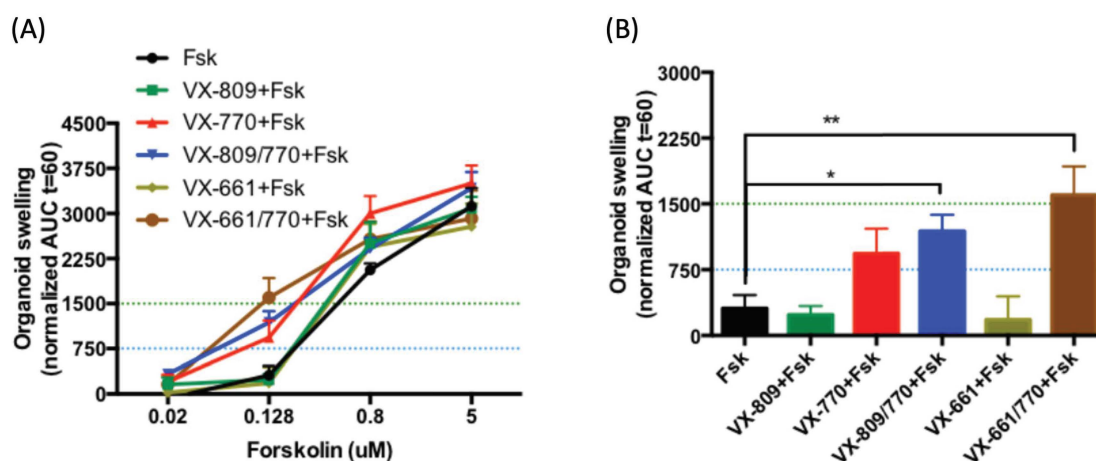 (A)
Fsk
VX-809+Fsk
VX-770+Fsk
VX-809/770+Fsk
VX-661+Fsk
VX-661/770+Fsk
Organoid swelling
(normalized AUC t=60)
4500
3750
3000
2250
1500
750
0
0.02 0.128 0.8 5
Forskolin (uM)
(B)
Organoid swelling
(normalized AUC t=60)
3000
2250
1500
750
0
**
*
Fsk
VX-809+Fsk
VX-770+Fsk
VX-809/770+Fsk
VX-661+Fsk
VX-661/770+Fsk